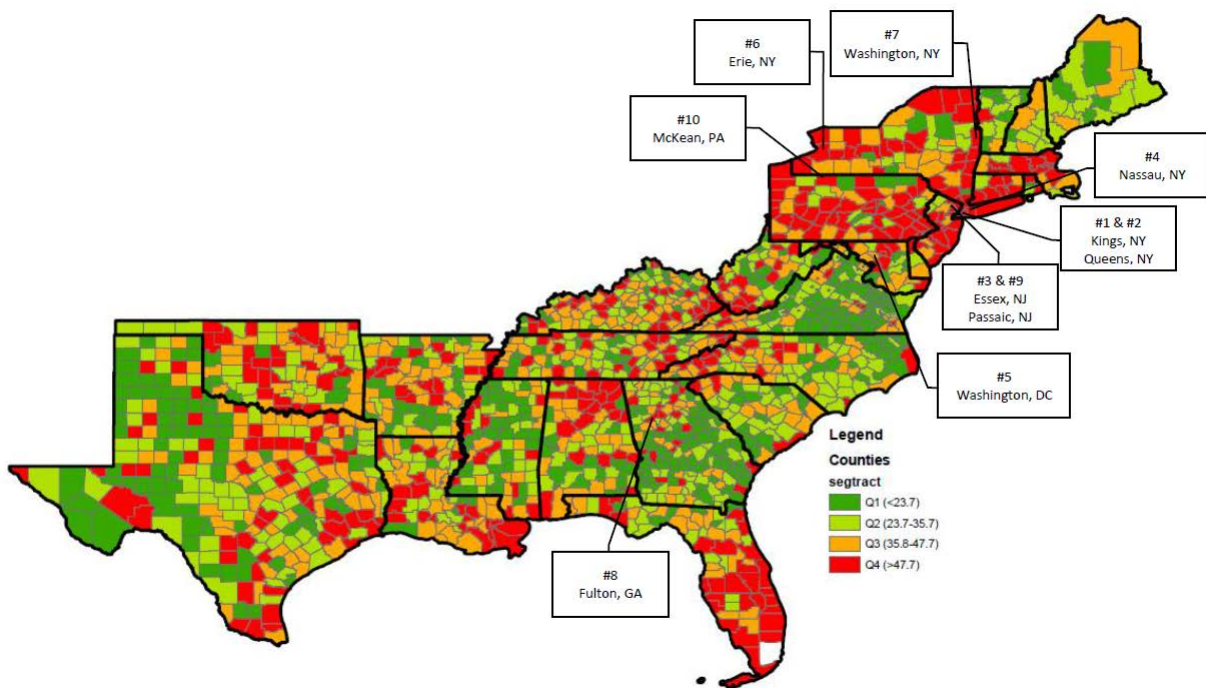 #7
Washington, NY
#6
Erie, NY
#10
McKean, PA
#4
Nassau, NY
#1 & #2
Kings, NY
Queens, NY
#3 & #9
Essex, NJ
Passaic, NJ
#5
Washington, DC
#8
Fulton, GA
Legend
Counties
segtract
Q1 (<23.7)
Q2 (23.7-35.7)
Q3 (35.8-47.7)
Q4 (>47.7)